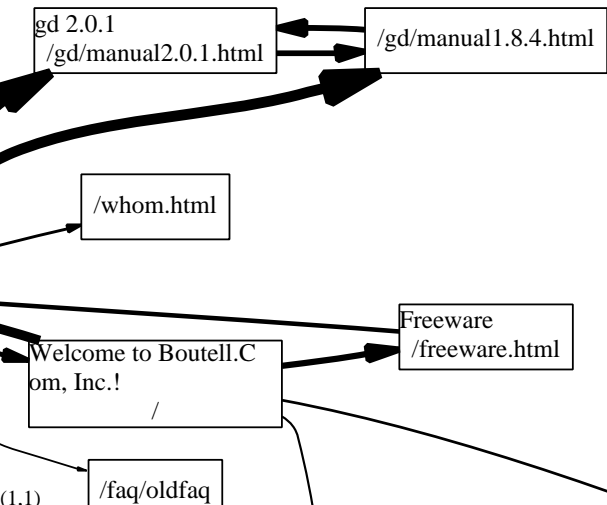 gd 2.0.1
/gd/manual2.0.1.html
/gd/manual1.8.4.html
/whom.html
Freeware
/freeware.html
Welcome to Boutell.C
om, Inc.!
/
/faq/oldfaq
(1,1)